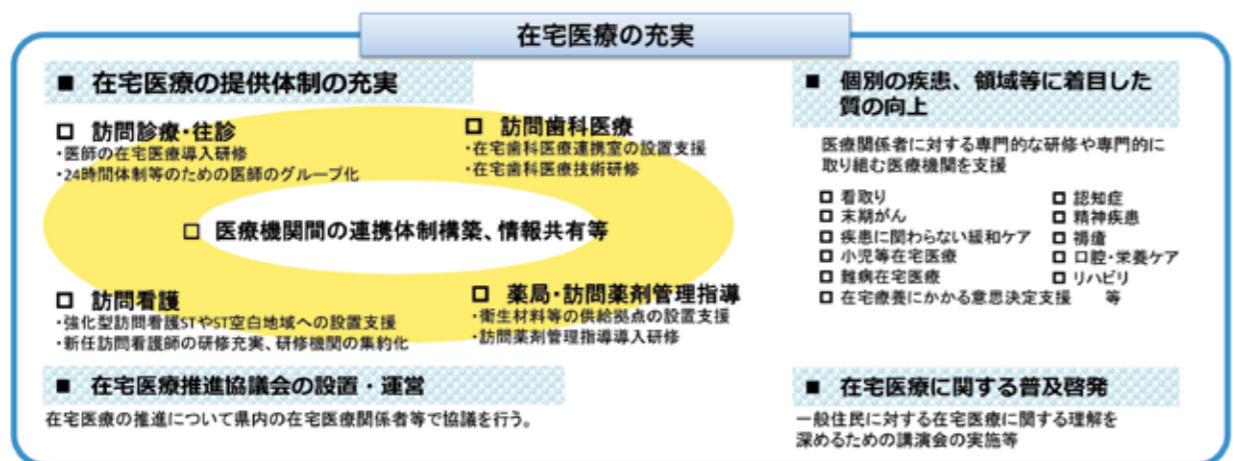 在宅医療の充実
■ 在宅医療の提供体制の充実
□ 訪問診療・往診
・医師の在宅医療導入研修
・24時間体制等のための医師のグループ化
□ 訪問歯科医療
・在宅歯科医療連携室の設置支援
・在宅歯科医療技術研修
□ 医療機関間の連携体制構築、情報共有等
□ 訪問看護
・強化型訪問看護STやST空白地域への設置支援
・新任訪問看護師の研修充実、研修機関の集約化
□ 薬局・訪問薬剤管理指導
・衛生材料等の供給拠点の設置支援
・訪問薬剤管理指導導入研修
■ 在宅医療推進協議会の設置・運営
在宅医療の推進について県内の在宅医療関係者等で協議を行う。
■ 個別の疾患、領域等に着目した
質の向上
医療関係者に対する専門的な研修や専門的に
取り組む医療機関を支援
□ 看取り
□ 末期がん
□ 疾患に関わらない緩和ケア
□ 小児等在宅医療
□ 難病在宅医療
□ 在宅療養にかかる意思決定支援 等
□ 認知症
□ 精神疾患
□ 褥瘡
□ 口腔・栄養ケア
□ リハビリ
■ 在宅医療に関する普及啓発
一般住民に対する在宅医療に関する理解を
深めるための講演会の実施等